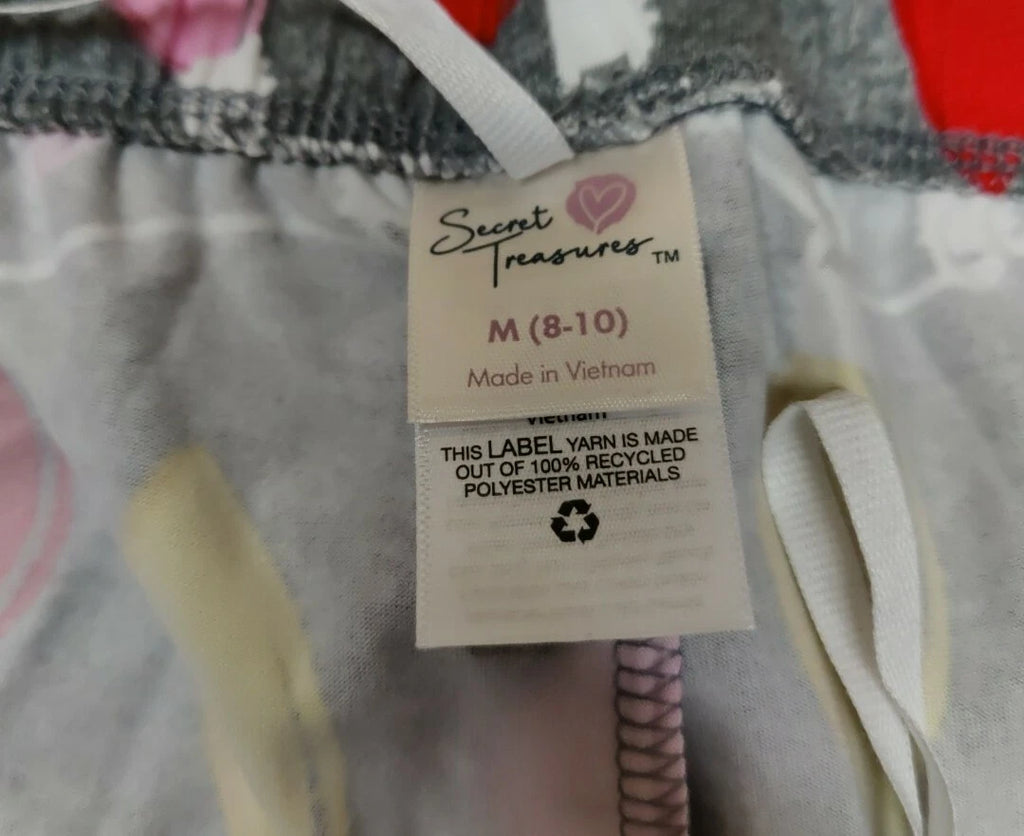 Secret
Treasures TM
M (8-10)
Made in Vietnam
Vietnam
THIS LABEL YARN IS MADE
OUT OF 100% RECYCLED
POLYESTER MATERIALS